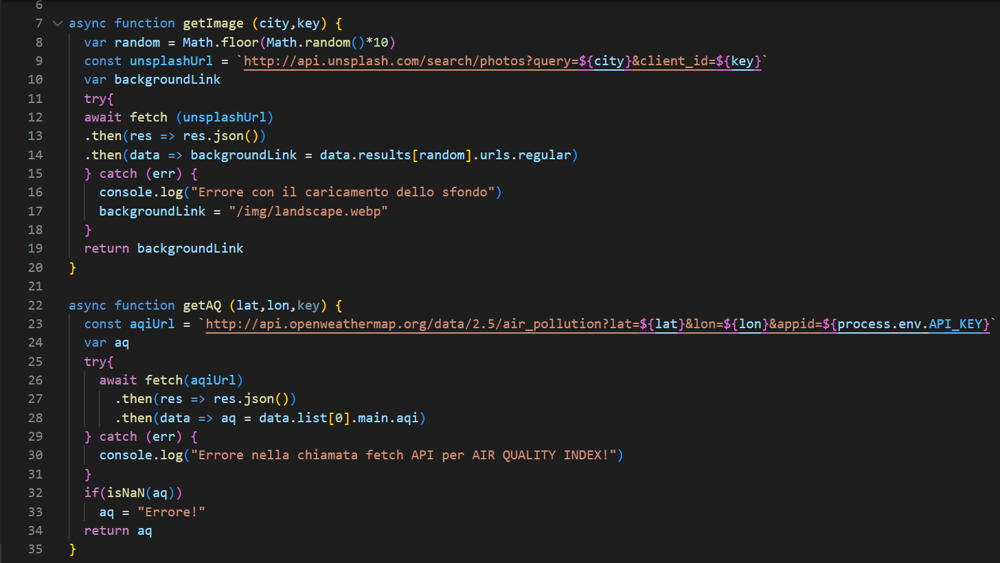 6
7 async function getImage (city,key) {
8 var random = Math.floor(Math.random()*10)
9 const unsplashUrl = `http://api.unsplash.com/search/photos?query=${city}&client_id=${key}`
10 var backgroundLink
11 try{
12 await fetch (unsplashUrl)
13 .then(res => res.json())
14 .then(data => backgroundLink = data.results[random].urls.regular)
15 } catch (err) {
16 console.log("Errore con il caricamento dello sfondo")
17 backgroundLink = "/img/landscape.webp"
18 }
19 return backgroundLink
20 }
21
22 async function getAQ (lat,lon,key) {
23 const aqiUrl = `http://api.openweathermap.org/data/2.5/air_pollution?lat=${lat}&lon=${lon}&appid=${process.env.API_KEY}`
24 var aq
25 try{
26 await fetch(aqiUrl)
27 .then(res => res.json())
28 .then(data => aq = data.list[0].main.aqi)
29 } catch (err) {
30 console.log("Errore nella chiamata fetch API per AIR QUALITY INDEX!")
31 }
32 if(isNaN(aq))
33 aq = "Errore!"
34 return aq
35 }